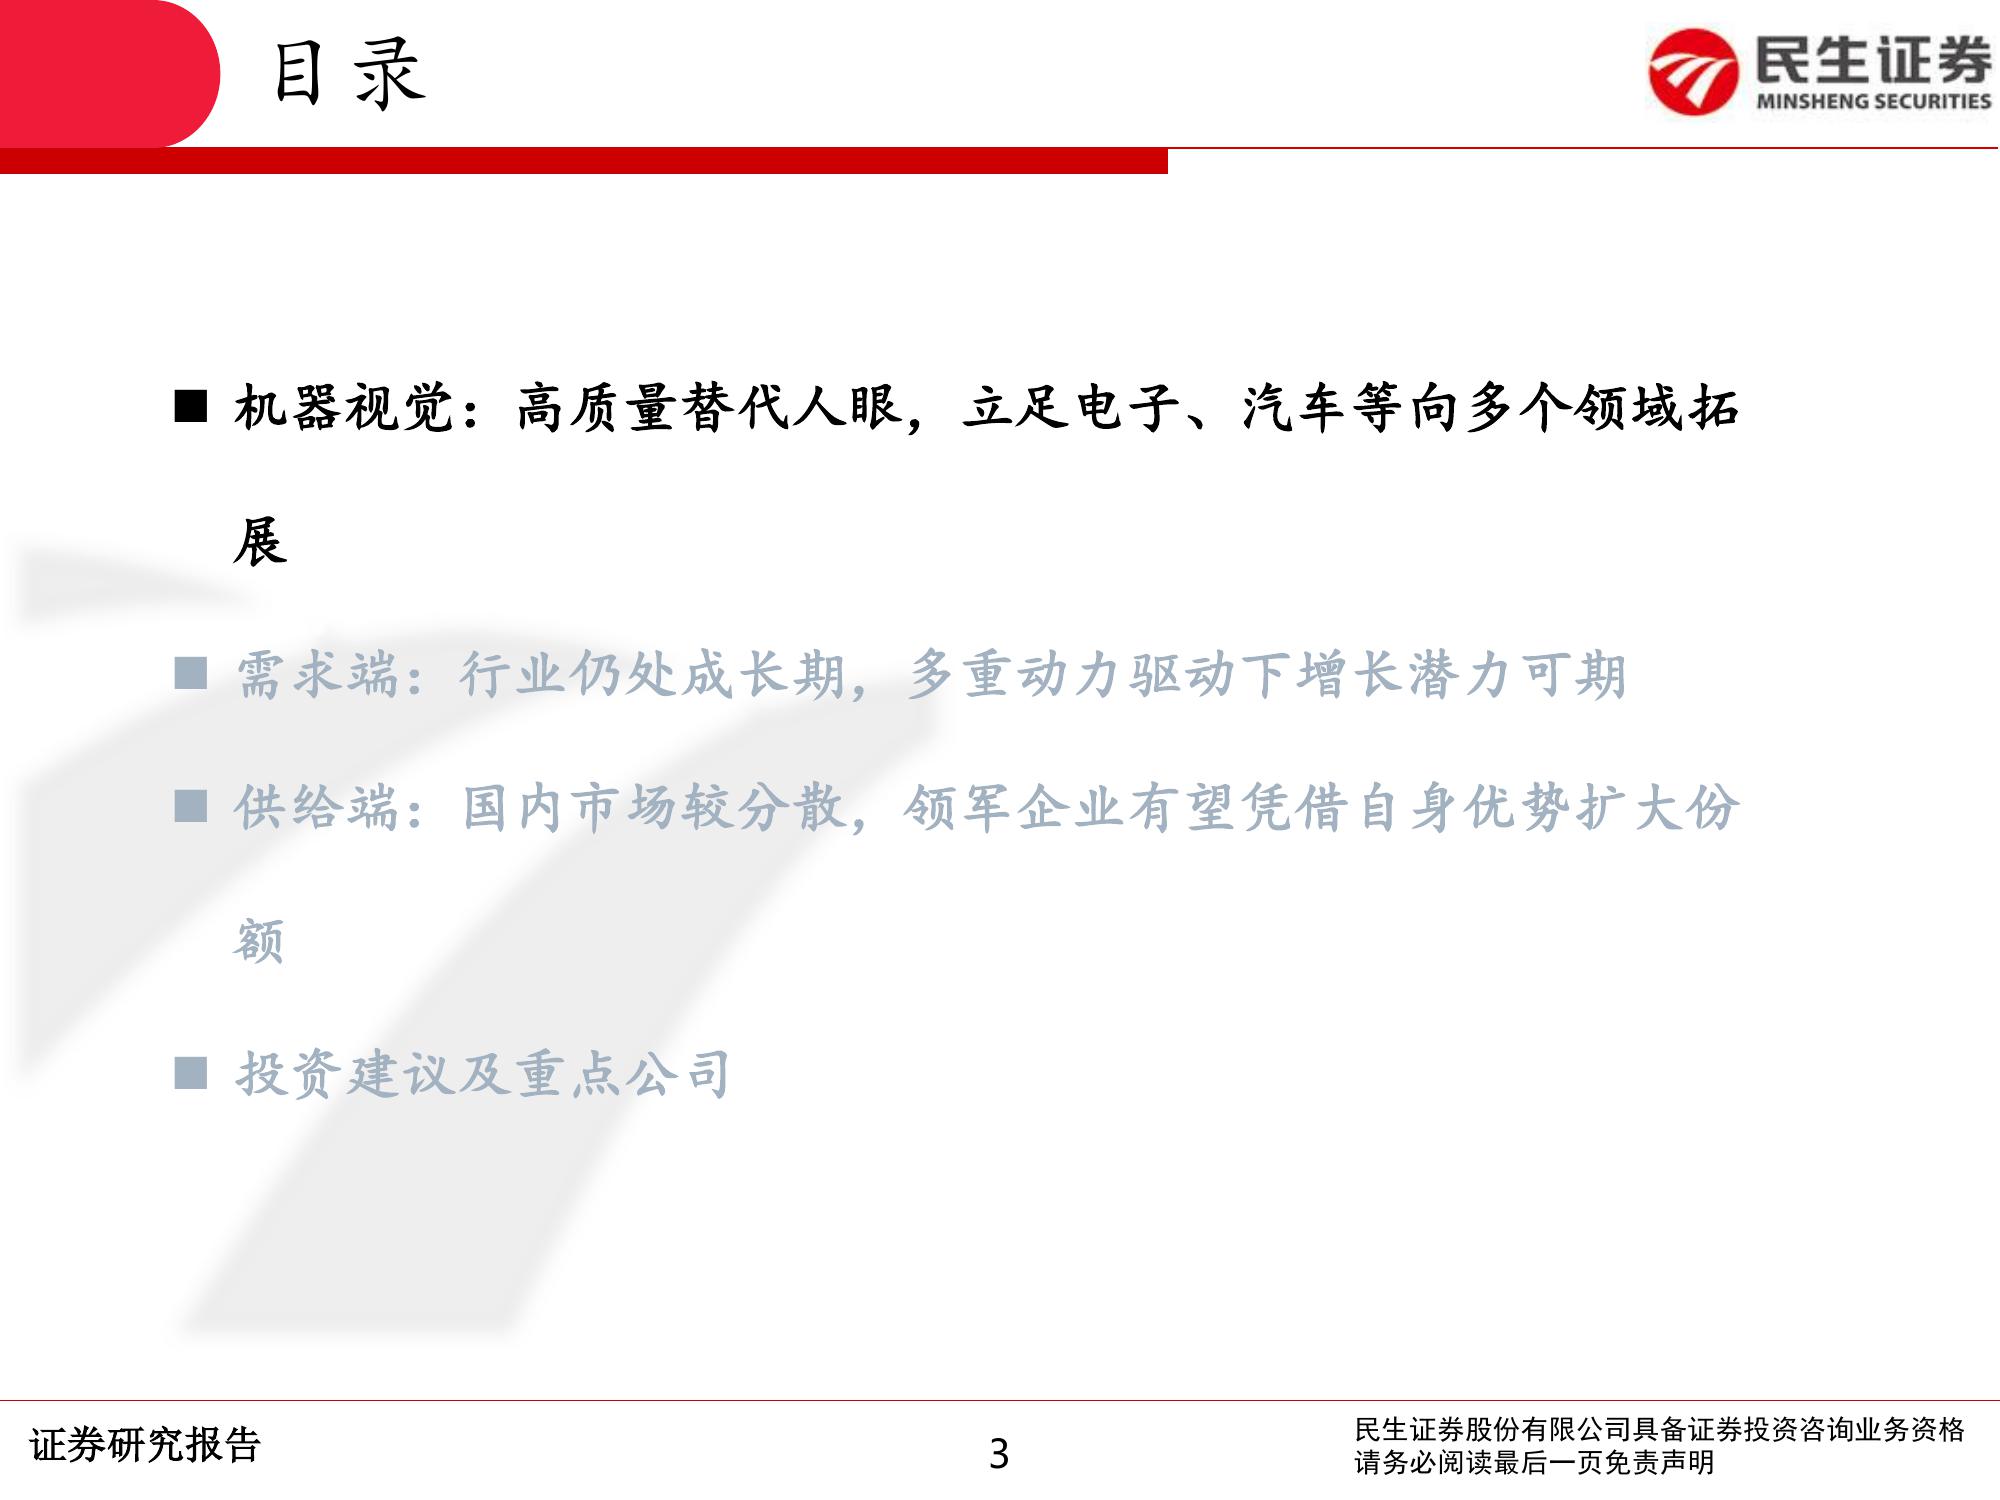 目录
民生证券
MINSHENG SECURITIES
■ 机器视觉：高质量替代人眼，立足电子、汽车等向多个领域拓
展
■ 需求端：行业仍处成长期，多重动力驱动下增长潜力可期
■ 供给端：国内市场较分散，领军企业有望凭借自身优势扩大份
额
■ 投资建议及重点公司
证券研究报告
3
民生证券股份有限公司具备证券投资咨询业务资格
请务必阅读最后一页免责声明